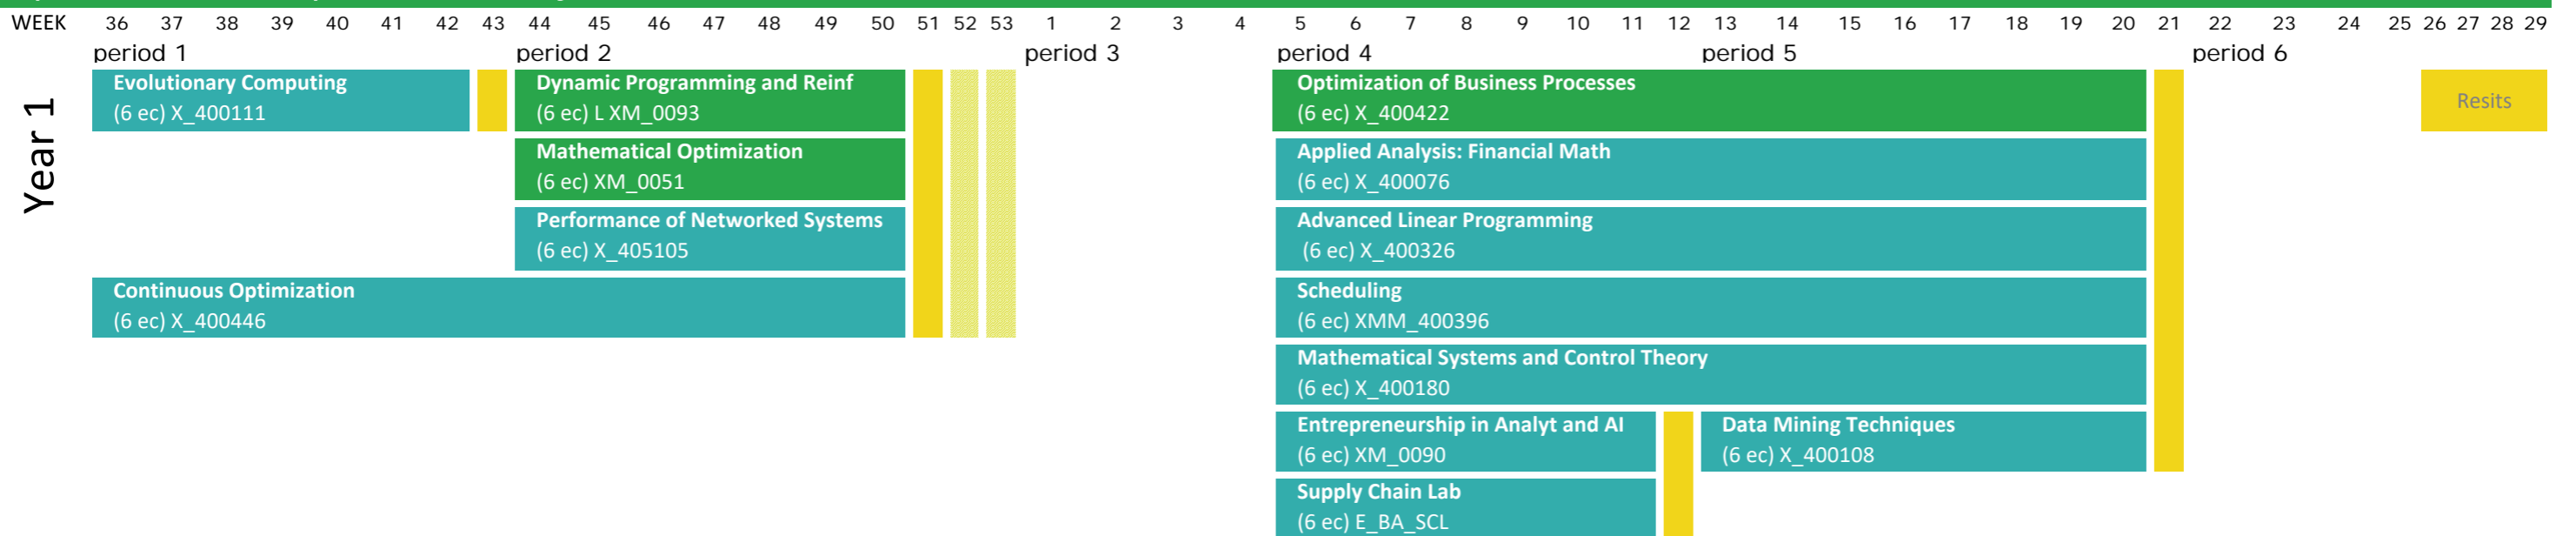 WEEK 36 37 38 39 40 41 42 43 44 45 46 47 48 49 50 51 52 53 1 2 3 4 5 6 7 8 9 10 11 12 13 14 15 16 17 18 19 20 21 22 23 24 25 26 27 28 29
period 1 period 2 period 3 period 4 period 5 period 6
Year 1
Evolutionary Computing
(6 ec) X_400111
Dynamic Programming and Reinf
(6 ec) L XM_0093
Optimization of Business Processes
(6 ec) X_400422
Resits
Mathematical Optimization
(6 ec) XM_0051
Applied Analysis: Financial Math
(6 ec) X_400076
Performance of Networked Systems
(6 ec) X_405105
Advanced Linear Programming
(6 ec) X_400326
Continuous Optimization
(6 ec) X_400446
Scheduling
(6 ec) XMM_400396
Mathematical Systems and Control Theory
(6 ec) X_400180
Entrepreneurship in Analyt and AI
(6 ec) XM_0090
Data Mining Techniques
(6 ec) X_400108
Supply Chain Lab
(6 ec) E_BA_SCL